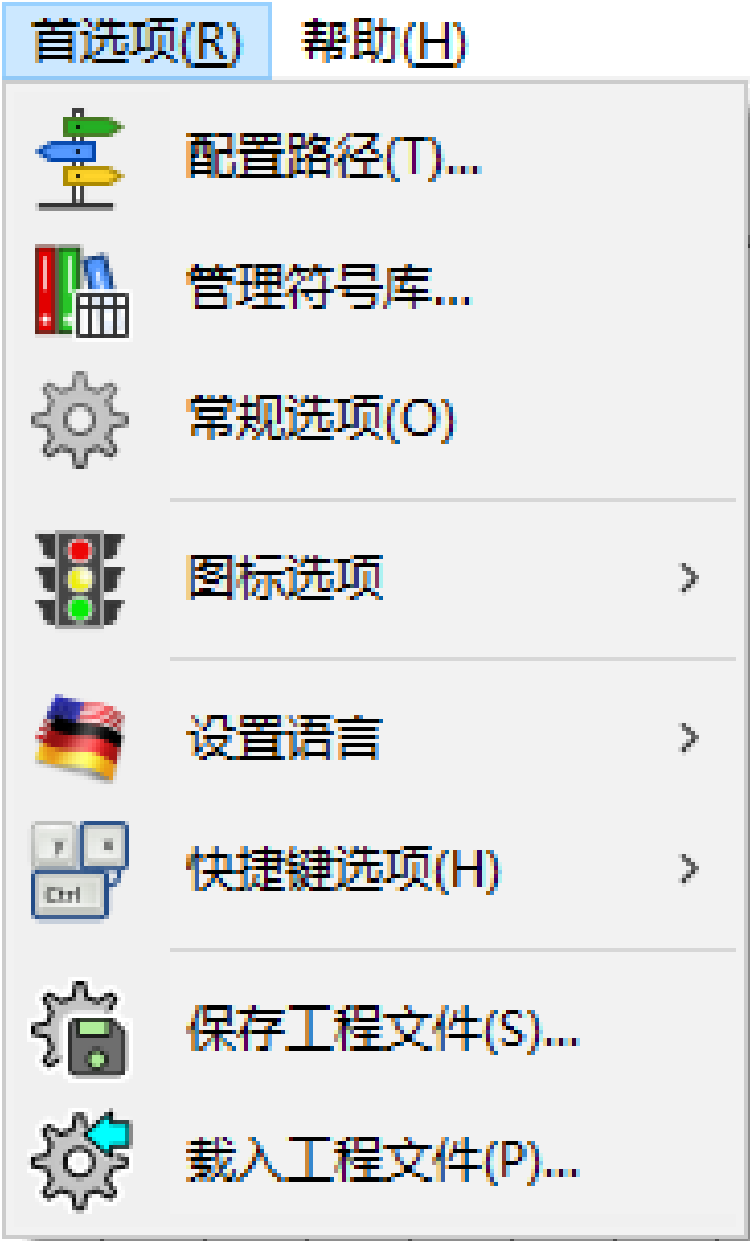 首选项(R) 帮助(H)
配置路径(T)...
管理符号库...
常规选项(O)
图标选项
设置语言
快捷键选项(H)
Ctrl
保存工程文件(S)...
载入工程文件(P)...